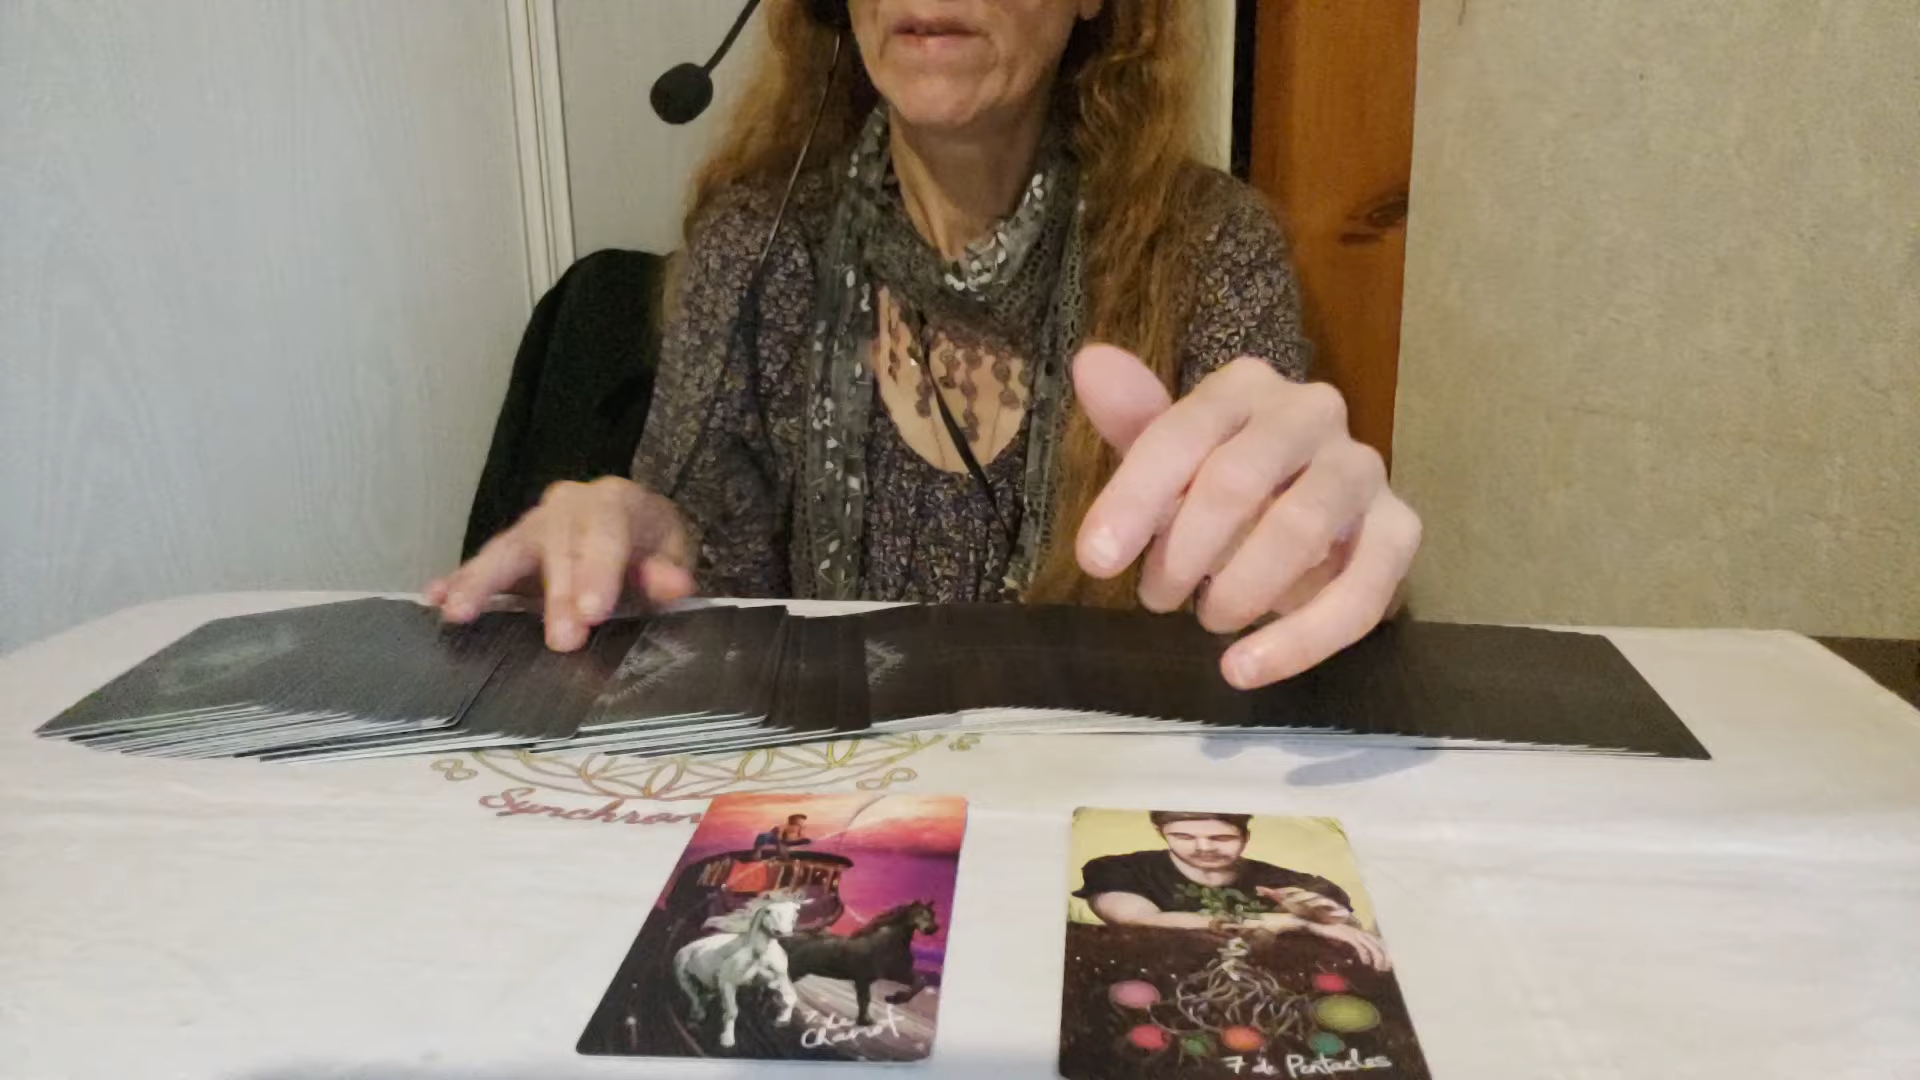 Synchron
7. Le
Chariot
7 de Pentacles